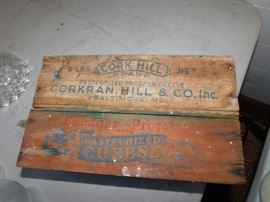 5 LBS. CORK HILL NET
BRAND
PASTEURIZED PROCESS CHEESE
CORKRAN, HILL & CO. Inc.
BALTIMORE, MD.
PASTEURIZED
CHEESE